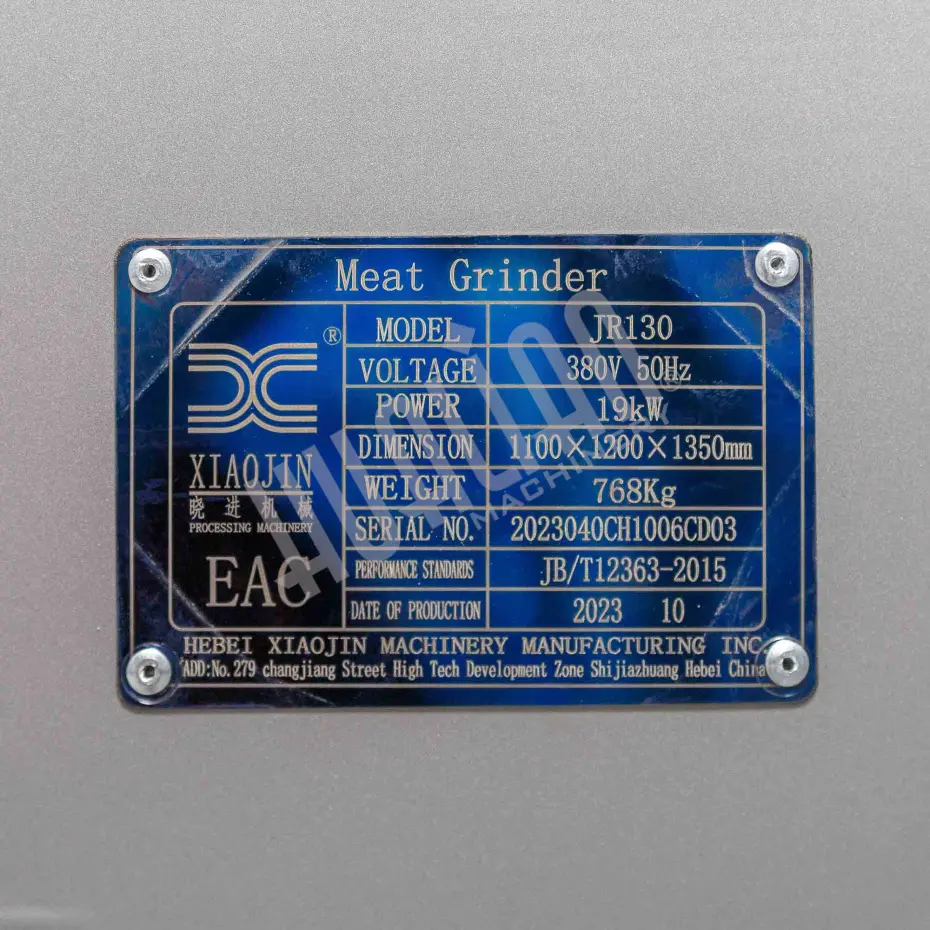 Meat Grinder
®
XIAOJIN
晓进机械
PROCESSING MACHINERY
EAC
MODEL JR130
VOLTAGE 380V 50Hz
POWER 19kW
DIMENSION 1100×1200×1350mm
WEIGHT 768Kg
SERIAL NO. 2023040CH1006CD03
PERFORMANCE STANDARDS JB/T12363-2015
DATE OF PRODUCTION 2023 10
HEBEI XIAOJIN MACHINERY MANUFACTURING INC.
ADD:No.279 changjiang Street High Tech Development Zone Shijiazhuang Hebei China
HUALIAN
MACHINERY
®